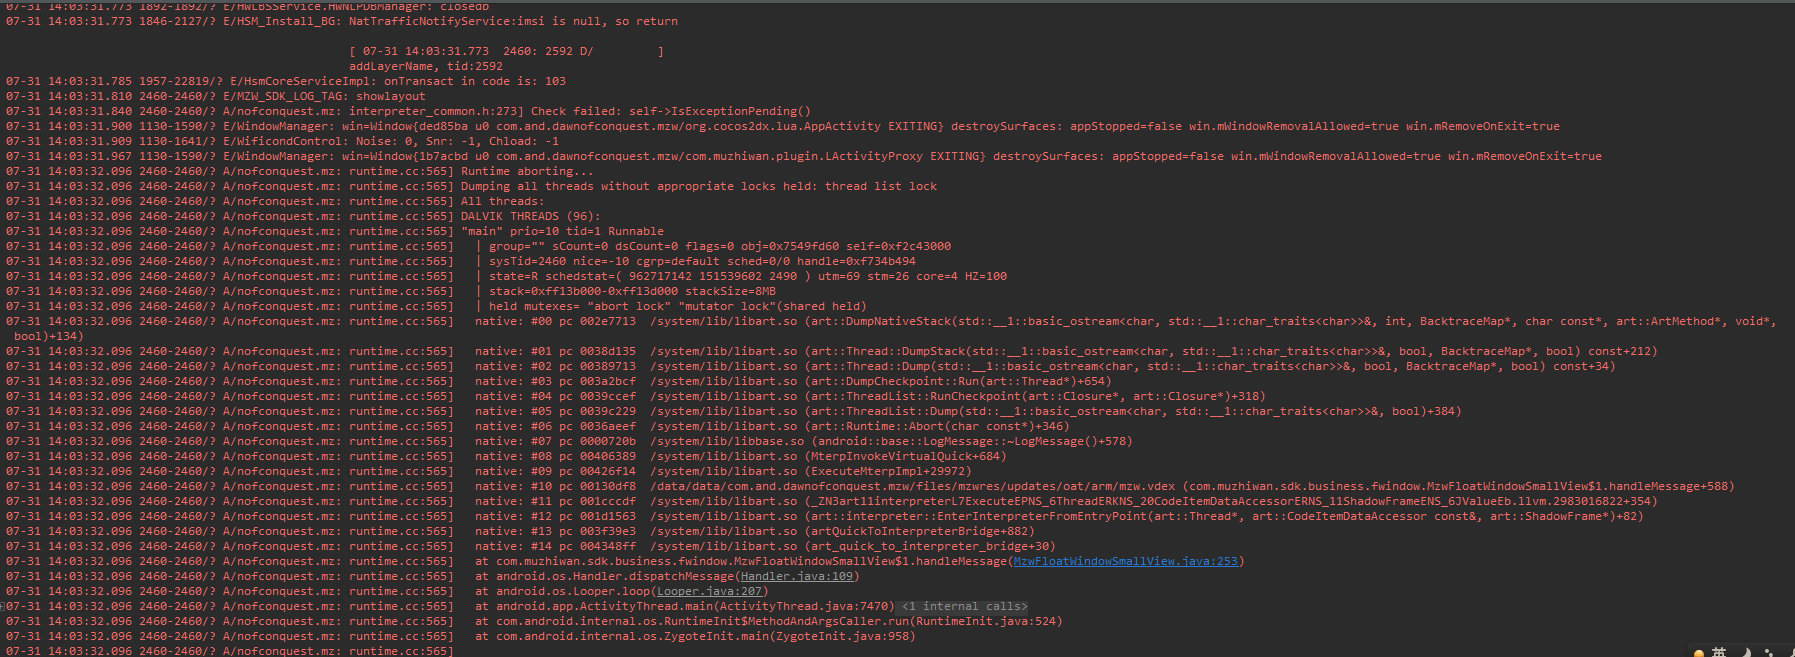 07-31 14:03:31.773 1892-1892/? E/HwLBSService.HwNLPDBManager: closedb
07-31 14:03:31.773 1846-2127/? E/HSM_Install_BG: NatTrafficNotifyService:imsi is null, so return
[ 07-31 14:03:31.773  2460: 2592 D/         ]
addLayerName, tid:2592
07-31 14:03:31.785 1957-22819/? E/HsmCoreServiceImpl: onTransact in code is: 103
07-31 14:03:31.810 2460-2460/? E/MZW_SDK_LOG_TAG: showlayout
07-31 14:03:31.840 2460-2460/? A/nofconquest.mz: interpreter_common.h:273] Check failed: self->IsExceptionPending()
07-31 14:03:31.900 1130-1590/? E/WindowManager: win=Window{ded85ba u0 com.and.dawnofconquest.mzw/org.cocos2dx.lua.AppActivity EXITING} destroySurfaces: appStopped=false win.mWindowRemovalAllowed=true win.mRemoveOnExit=true
07-31 14:03:31.909 1130-1641/? E/WificondControl: Noise: 0, Snr: -1, Chload: -1
07-31 14:03:31.967 1130-1590/? E/WindowManager: win=Window{1b7acbd u0 com.and.dawnofconquest.mzw/com.muzhiwan.plugin.LActivityProxy EXITING} destroySurfaces: appStopped=false win.mWindowRemovalAllowed=true win.mRemoveOnExit=true
07-31 14:03:32.096 2460-2460/? A/nofconquest.mz: runtime.cc:565] Runtime aborting...
07-31 14:03:32.096 2460-2460/? A/nofconquest.mz: runtime.cc:565] Dumping all threads without appropriate locks held: thread list lock
07-31 14:03:32.096 2460-2460/? A/nofconquest.mz: runtime.cc:565] All threads:
07-31 14:03:32.096 2460-2460/? A/nofconquest.mz: runtime.cc:565] DALVIK THREADS (96):
07-31 14:03:32.096 2460-2460/? A/nofconquest.mz: runtime.cc:565] "main" prio=10 tid=1 Runnable
07-31 14:03:32.096 2460-2460/? A/nofconquest.mz: runtime.cc:565]   | group="" sCount=0 dsCount=0 flags=0 obj=0x7549fd60 self=0xf2c43000
07-31 14:03:32.096 2460-2460/? A/nofconquest.mz: runtime.cc:565]   | sysTid=2460 nice=-10 cgrp=default sched=0/0 handle=0xf734b494
07-31 14:03:32.096 2460-2460/? A/nofconquest.mz: runtime.cc:565]   | state=R schedstat=( 962717142 151539602 2490 ) utm=69 stm=26 core=4 HZ=100
07-31 14:03:32.096 2460-2460/? A/nofconquest.mz: runtime.cc:565]   | stack=0xff13b000-0xff13d000 stackSize=8MB
07-31 14:03:32.096 2460-2460/? A/nofconquest.mz: runtime.cc:565]   | held mutexes= "abort lock" "mutator lock"(shared held)
07-31 14:03:32.096 2460-2460/? A/nofconquest.mz: runtime.cc:565]   native: #00 pc 002e7713  /system/lib/libart.so (art::DumpNativeStack(std::__1::basic_ostream<char, std::__1::char_traits<char>>&, int, BacktraceMap*, char const*, art::ArtMethod*, void*,
bool)+134)
07-31 14:03:32.096 2460-2460/? A/nofconquest.mz: runtime.cc:565]   native: #01 pc 0038d135  /system/lib/libart.so (art::Thread::DumpStack(std::__1::basic_ostream<char, std::__1::char_traits<char>>&, bool, BacktraceMap*, bool) const+212)
07-31 14:03:32.096 2460-2460/? A/nofconquest.mz: runtime.cc:565]   native: #02 pc 00389713  /system/lib/libart.so (art::Thread::Dump(std::__1::basic_ostream<char, std::__1::char_traits<char>>&, bool, BacktraceMap*, bool) const+34)
07-31 14:03:32.096 2460-2460/? A/nofconquest.mz: runtime.cc:565]   native: #03 pc 003a2bcf  /system/lib/libart.so (art::DumpCheckpoint::Run(art::Thread*)+654)
07-31 14:03:32.096 2460-2460/? A/nofconquest.mz: runtime.cc:565]   native: #04 pc 0039ccef  /system/lib/libart.so (art::ThreadList::RunCheckpoint(art::Closure*, art::Closure*)+318)
07-31 14:03:32.096 2460-2460/? A/nofconquest.mz: runtime.cc:565]   native: #05 pc 0039c229  /system/lib/libart.so (art::ThreadList::Dump(std::__1::basic_ostream<char, std::__1::char_traits<char>>&, bool)+384)
07-31 14:03:32.096 2460-2460/? A/nofconquest.mz: runtime.cc:565]   native: #06 pc 0036aeef  /system/lib/libart.so (art::Runtime::Abort(char const*)+346)
07-31 14:03:32.096 2460-2460/? A/nofconquest.mz: runtime.cc:565]   native: #07 pc 0000720b  /system/lib/libbase.so (android::base::LogMessage::~LogMessage()+578)
07-31 14:03:32.096 2460-2460/? A/nofconquest.mz: runtime.cc:565]   native: #08 pc 00406389  /system/lib/libart.so (MterpInvokeVirtualQuick+684)
07-31 14:03:32.096 2460-2460/? A/nofconquest.mz: runtime.cc:565]   native: #09 pc 00426f14  /system/lib/libart.so (ExecuteMterpImpl+29972)
07-31 14:03:32.096 2460-2460/? A/nofconquest.mz: runtime.cc:565]   native: #10 pc 00130df8  /data/data/com.and.dawnofconquest.mzw/files/mzwres/updates/oat/arm/mzw.vdex (com.muzhiwan.sdk.business.fwindow.MzwFloatWindowSmallView$1.handleMessage+588)
07-31 14:03:32.096 2460-2460/? A/nofconquest.mz: runtime.cc:565]   native: #11 pc 001cccdf  /system/lib/libart.so (_ZN3art11interpreterL7ExecuteEPNS_6ThreadERKNS_20CodeItemDataAccessorERNS_11ShadowFrameENS_6JValueEb.llvm.2983016822+354)
07-31 14:03:32.096 2460-2460/? A/nofconquest.mz: runtime.cc:565]   native: #12 pc 001d1563  /system/lib/libart.so (art::interpreter::EnterInterpreterFromEntryPoint(art::Thread*, art::CodeItemDataAccessor const&, art::ShadowFrame*)+82)
07-31 14:03:32.096 2460-2460/? A/nofconquest.mz: runtime.cc:565]   native: #13 pc 003f39e3  /system/lib/libart.so (artQuickToInterpreterBridge+882)
07-31 14:03:32.096 2460-2460/? A/nofconquest.mz: runtime.cc:565]   native: #14 pc 004348ff  /system/lib/libart.so (art_quick_to_interpreter_bridge+30)
07-31 14:03:32.096 2460-2460/? A/nofconquest.mz: runtime.cc:565]   at com.muzhiwan.sdk.business.fwindow.MzwFloatWindowSmallView$1.handleMessage(MzwFloatWindowSmallView.java:253)
07-31 14:03:32.096 2460-2460/? A/nofconquest.mz: runtime.cc:565]   at android.os.Handler.dispatchMessage(Handler.java:109)
07-31 14:03:32.096 2460-2460/? A/nofconquest.mz: runtime.cc:565]   at android.os.Looper.loop(Looper.java:207)
07-31 14:03:32.096 2460-2460/? A/nofconquest.mz: runtime.cc:565]   at android.app.ActivityThread.main(ActivityThread.java:7470) <1 internal calls>
07-31 14:03:32.096 2460-2460/? A/nofconquest.mz: runtime.cc:565]   at com.android.internal.os.RuntimeInit$MethodAndArgsCaller.run(RuntimeInit.java:524)
07-31 14:03:32.096 2460-2460/? A/nofconquest.mz: runtime.cc:565]   at com.android.internal.os.ZygoteInit.main(ZygoteInit.java:958)
07-31 14:03:32.096 2460-2460/? A/nofconquest.mz: runtime.cc:565]
英